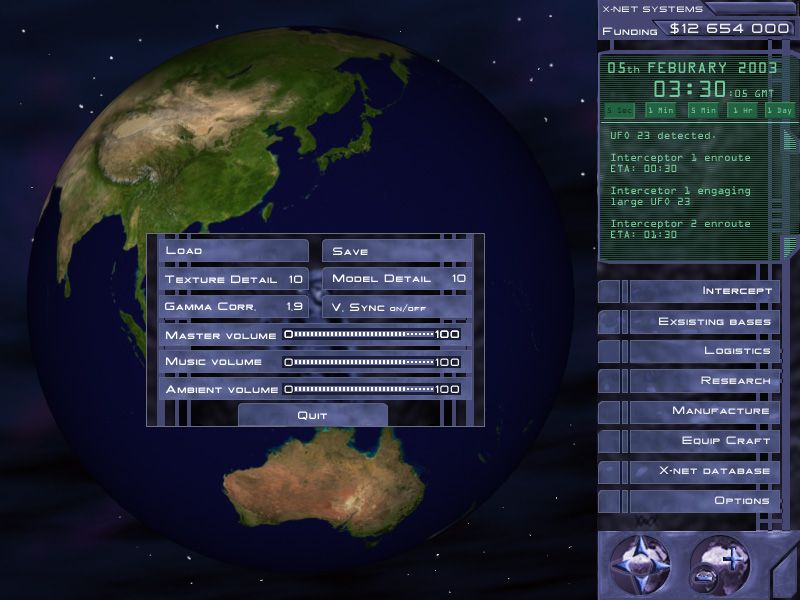 X-NET SYSTEMS
FUNDING $12 654 000
05th FEBURARY 2003
03:30:05 GMT
5 Sec 1 Min 5 Min 1 Hr 1 Day
UFO 23 detected.
Interceptor 1 enroute
ETA: 00:30
Intercetor 1 engaging
large UFO 23
Interceptor 2 enroute
ETA: 01:30
LOAD SAVE
TEXTURE DETAIL 10 MODEL DETAIL 10
GAMMA CORR. 1.9 V. SYNC ON/OFF
MASTER VOLUME 0 100
MUSIC VOLUME 0 100
AMBIENT VOLUME 0 100
QUIT
INTERCEPT
EXSISTING BASES
LOGISTICS
RESEARCH
MANUFACTURE
EQUIP CRAFT
X-NET DATABASE
OPTIONS